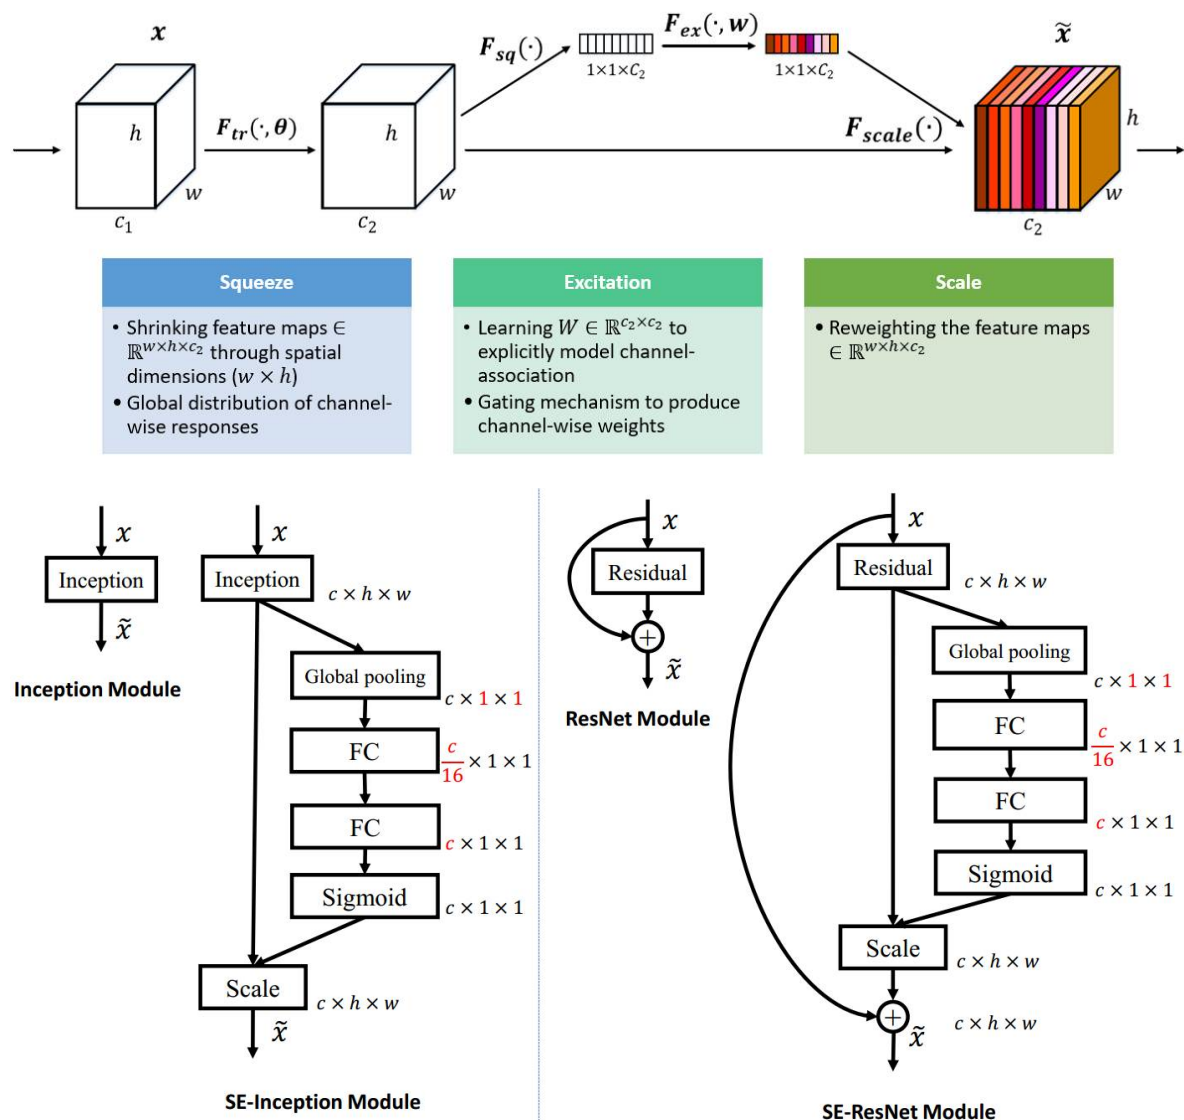 x
F_sq(·)
F_ex(·, w)
x̃
1×1×C₂
1×1×C₂
h
F_tr(·, θ)
h
F_scale(·)
h
w
w
w
c₁
c₂
c₂
Squeeze
• Shrinking feature maps ∈
ℝ^{w×h×c₂} through spatial
dimensions (w × h)
• Global distribution of channel-
wise responses
Excitation
• Learning W ∈ ℝ^{c₂×c₂} to
explicitly model channel-
association
• Gating mechanism to produce
channel-wise weights
Scale
• Reweighting the feature maps
∈ ℝ^{w×h×c₂}
x
Inception
x̃
Inception Module
x
Inception
c × h × w
Global pooling
c × 1 × 1
FC
c/16 × 1 × 1
FC
c × 1 × 1
Sigmoid
c × 1 × 1
Scale
c × h × w
x̃
SE-Inception Module
x
Residual
+
x̃
ResNet Module
x
Residual
c × h × w
Global pooling
c × 1 × 1
FC
c/16 × 1 × 1
FC
c × 1 × 1
Sigmoid
c × 1 × 1
Scale
c × h × w
+
c × h × w
x̃
SE-ResNet Module